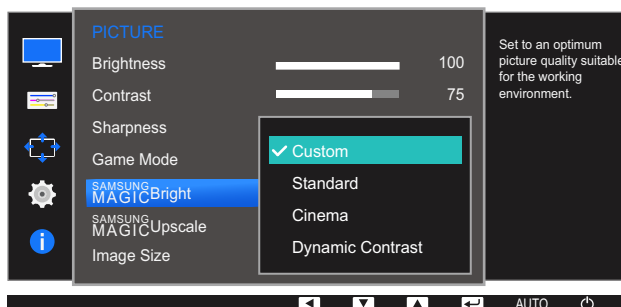 PICTURE
Brightness 100
Contrast 75
Sharpness
Game Mode
SAMSUNG
MAGICBright
SAMSUNG
MAGICUpscale
Image Size
Custom
Standard
Cinema
Dynamic Contrast
Set to an optimum
picture quality suitable
for the working
environment.
AUTO